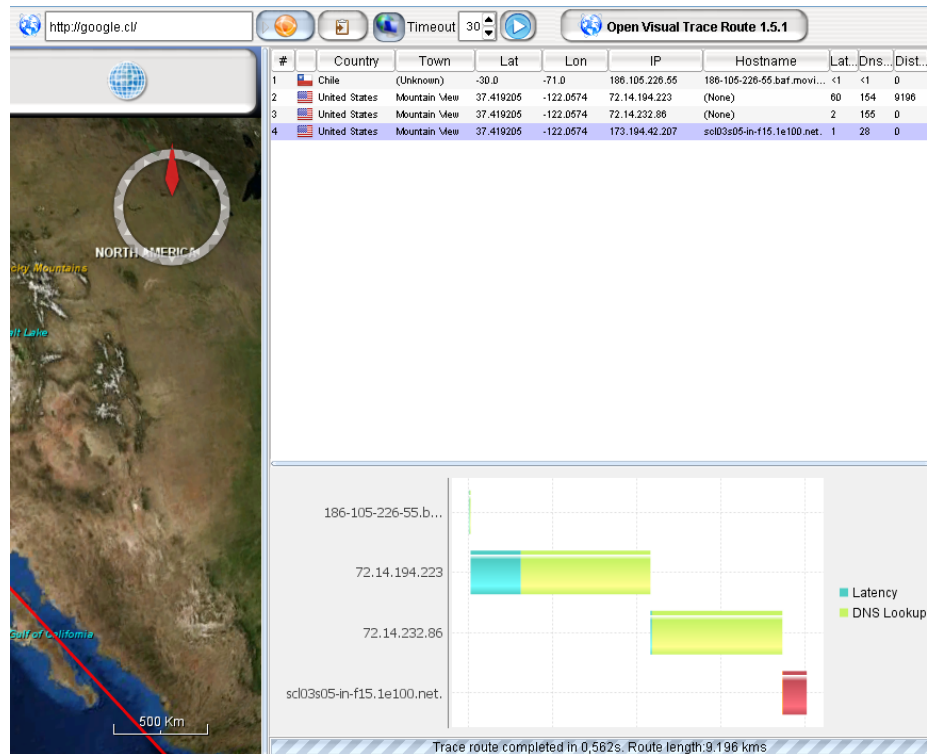 http://google.cl/ Timeout 30 Open Visual Trace Route 1.5.1
# Country Town Lat Lon IP Hostname Lat... Dns... Dist...
1 Chile (Unknown) -30.0 -71.0 186.105.226.55 186-105-226-55.baf.movi... <1 <1 0
2 United States Mountain View 37.419205 -122.0574 72.14.194.223 (None) 60 154 9196
3 United States Mountain View 37.419205 -122.0574 72.14.232.86 (None) 2 155 0
4 United States Mountain View 37.419205 -122.0574 173.194.42.207 scl03s05-in-f15.1e100.net. 1 28 0
NORTH AMERICA
cky Mountains
alt Lake
Gulf of California
500 Km
186-105-226-55.b...
72.14.194.223
72.14.232.86
scl03s05-in-f15.1e100.net.
Latency
DNS Lookup
Trace route completed in 0,562s. Route length:9.196 kms